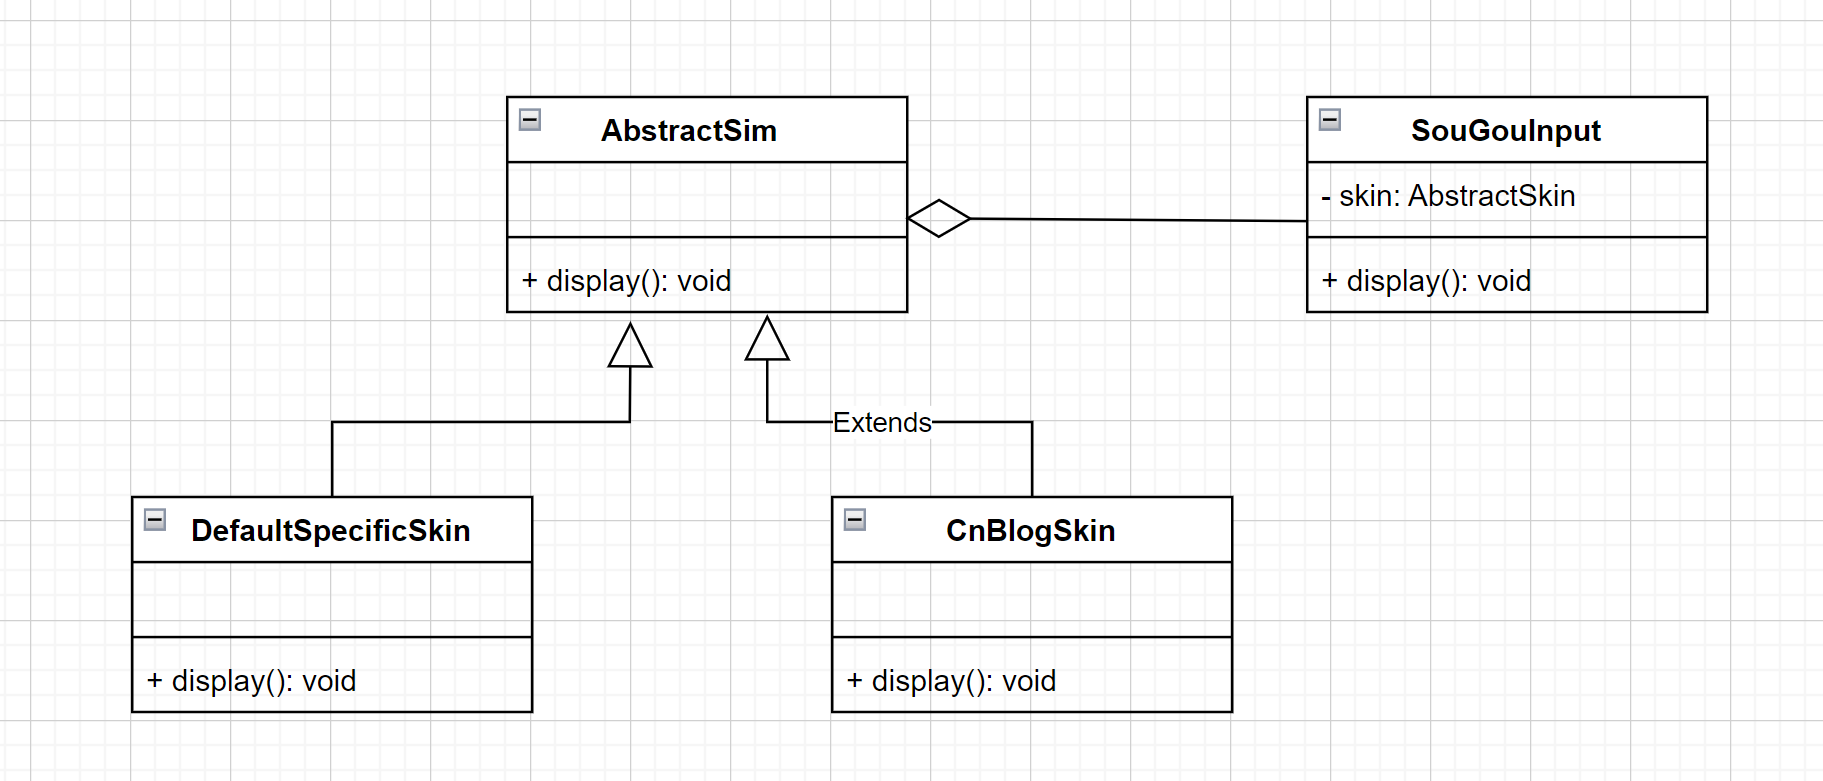 AbstractSim
+ display(): void
SouGouInput
- skin: AbstractSkin
+ display(): void
Extends
DefaultSpecificSkin
+ display(): void
CnBlogSkin
+ display(): void